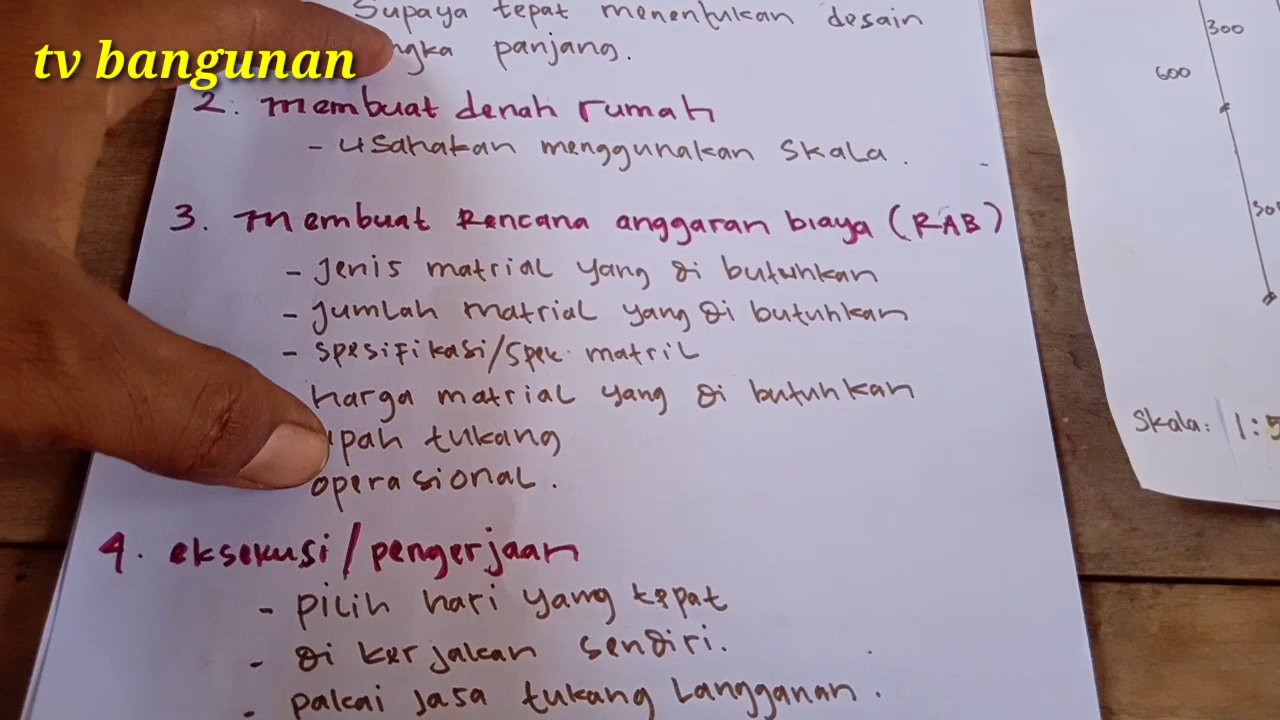 Supaya tepat menentukan desain
ngka panjang.
tv bangunan
2. membuat denah rumah
- usahakan menggunakan skala.
3. membuat Rencana anggaran biaya (RAB)
- jenis matrial yang di butuhkan
- jumlah matrial yang di butuhkan
- spesifikasi/spek. matril
harga matrial yang di butuhkan
upah tukang
operasional.
4. eksekusi/pengerjaan
- pilih hari yang tepat
- di kerjakan sendiri.
- pakai jasa tukang langganan.
300
600
Skala: 1:5